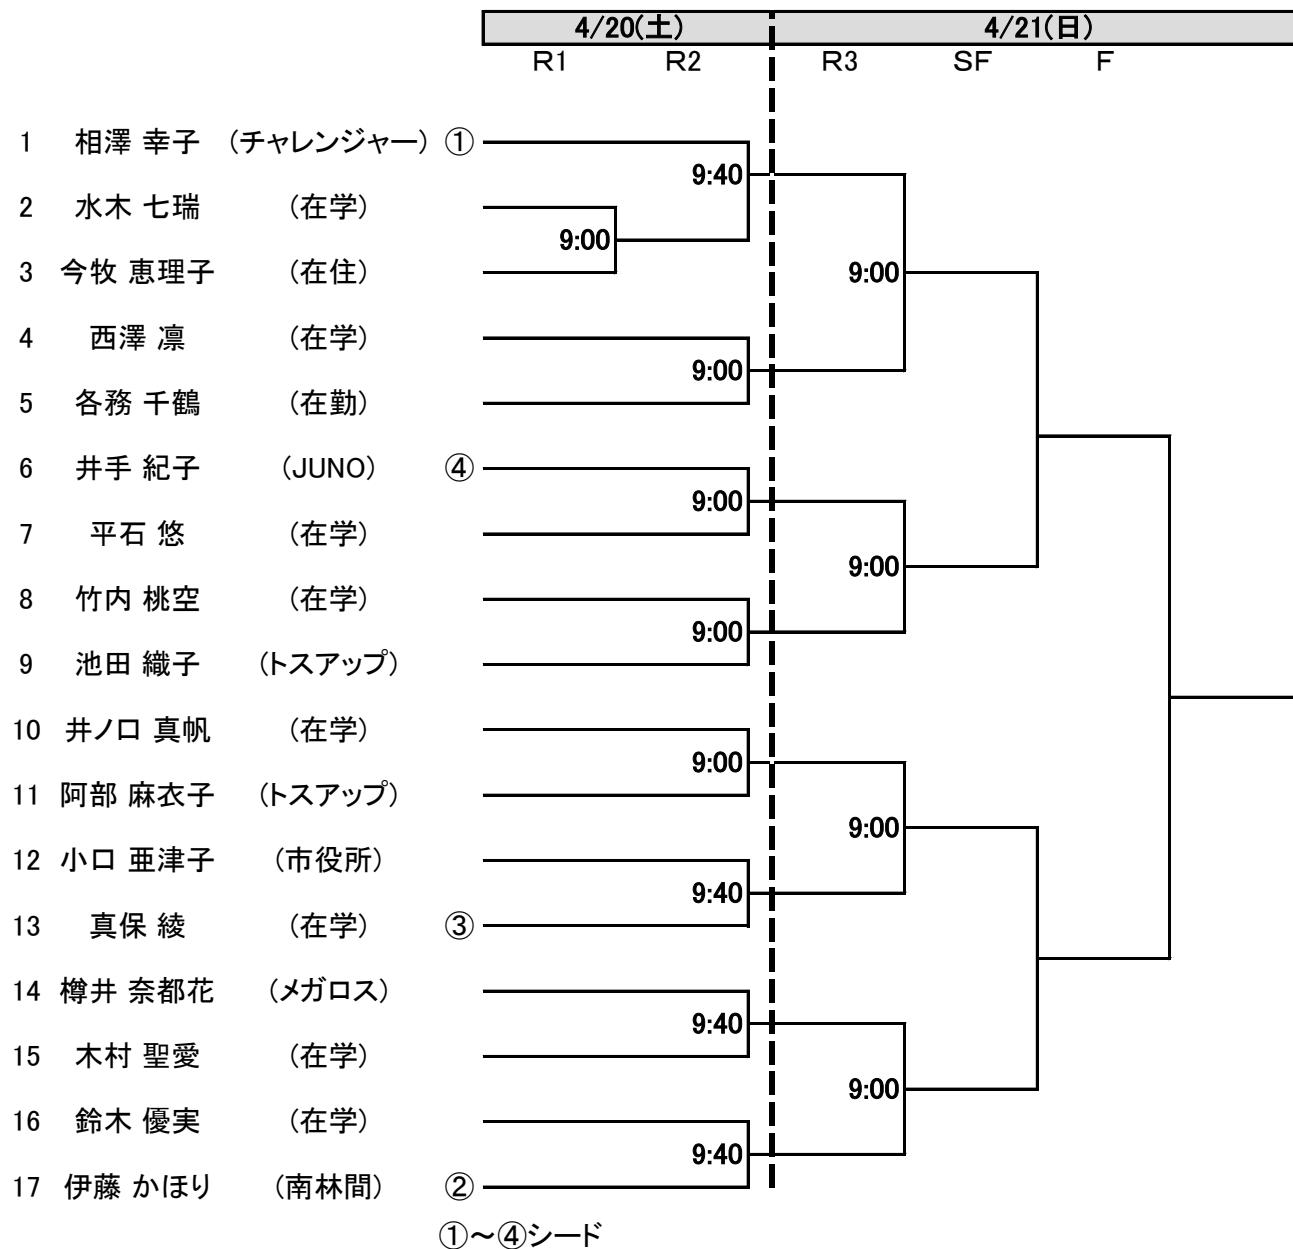 4/20(土) 4/21(日)
R1 R2 R3 SF F
1 相澤 幸子 (チャレンジャー) ①
9:40
2 水木 七瑞 (在学)
9:00
3 今牧 恵理子 (在住) 9:00
4 西澤 凛 (在学)
9:00
5 各務 千鶴 (在勤)
6 井手 紀子 (JUNO) ④
9:00
7 平石 悠 (在学)
9:00
8 竹内 桃空 (在学)
9:00
9 池田 織子 (トスアップ)
10 井ノ口 真帆 (在学)
9:00
11 阿部 麻衣子 (トスアップ)
9:00
12 小口 亜津子 (市役所)
9:40
13 真保 綾 (在学) ③
14 樽井 奈都花 (メガロス)
9:40
15 木村 聖愛 (在学)
9:00
16 鈴木 優実 (在学)
9:40
17 伊藤 かほり (南林間) ②
①～④シード